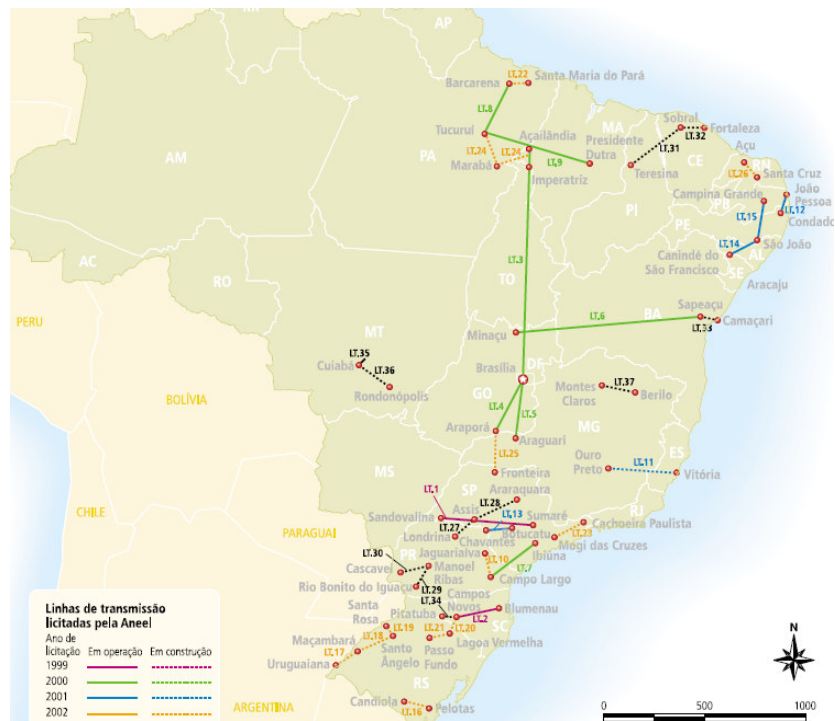 AP
LT.22
Santa Maria do Pará
Barcarena
LT.8
Tucuruí
Açailândia
MA
Presidente
Dutra
Sobral
Fortaleza
LT.32
LT.31
CE
Açu
RN
AM
PA
LT.24
LT.24
LT.9
Marabá
Imperatriz
Teresina
LT.26
Santa Cruz
Campina Grande
João
Pessoa
PI
PB
LT.12
LT.15
Condado
PE
AC
RO
LT.3
TO
LT.14
São João
AL
Canindé do
São Francisco
SE
Aracaju
PERU
MT
LT.6
BA
Sapeaçu
Minaçu
LT.33
Camaçari
LT.35
Cuiabá
LT.36
Rondonópolis
Brasília
DF
BOLÍVIA
GO
LT.4
LT.5
LT.37
Montes
Claros
Berilo
Araporá
Araguari
MG
MS
LT.25
Ouro
Preto
LT.11
ES
Vitória
Fronteira
CHILE
LT.1
SP
Araraquara
LT.28
RJ
Sandovalina
Assis
LT.13
Sumaré
Cachoeira Paulista
LT.27
PARAGUAI
Londrina
Chavantes
Botucatu
LT.23
Mogi das Cruzes
Jaguariaíva
Ibiúna
LT.30
PR
Manoel
Ribas
LT.10
LT.7
Cascavel
Campo Largo
Rio Bonito do Iguaçu
LT.29
LT.34
Campos
Novos
Blumenau
Pitatuba
LT.2
Santa
Rosa
LT.19
LT.21
LT.20
SC
Maçambará
LT.18
Santo
Ângelo
Passo
Fundo
Lagoa Vermelha
LT.17
Uruguaiana
RS
Candiola
Pelotas
LT.16
ARGENTINA
Linhas de transmissão
licitadas pela Aneel
Ano de
licitação Em operação Em construção
1999
2000
2001
2002
N
0 500 1000